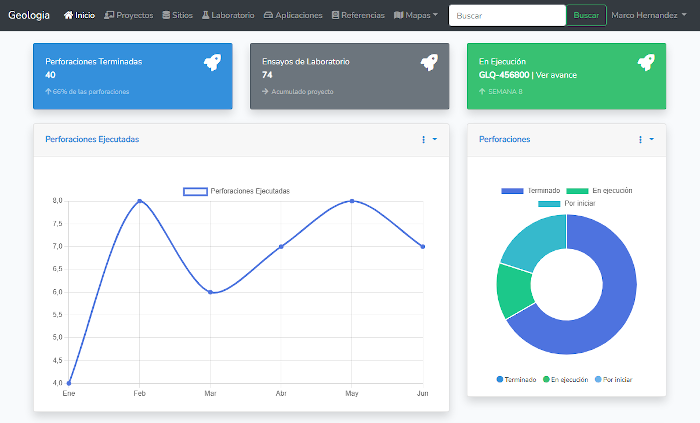 Geologia Inicio Proyectos Sitios Laboratorio Aplicaciones Referencias Mapas Buscar Buscar Marco Hernandez
Perforaciones Terminadas
40
66% de las perforaciones
Ensayos de Laboratorio
74
Acumulado proyecto
En Ejecución
GLQ-456800 | Ver avance
SEMANA 8
Perforaciones Ejecutadas
Perforaciones Ejecutadas
8,0
7,5
7,0
6,5
6,0
5,5
5,0
4,5
4,0
Ene Feb Mar Abr May Jun
Perforaciones
Terminado En ejecución
Por iniciar
Terminado En ejecución Por iniciar